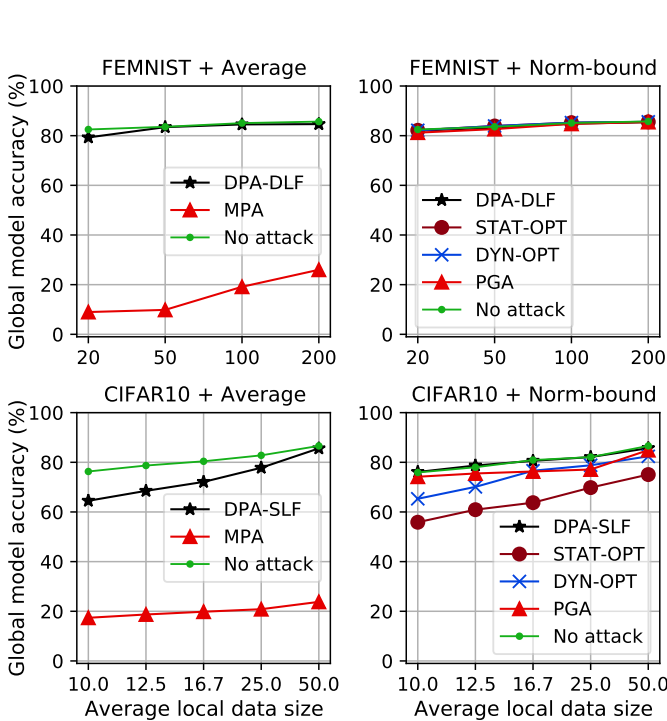 FEMNIST + Average
Global model accuracy (%)
100
80
60
40
20
0
DPA-DLF
MPA
No attack
20 50 100 200
FEMNIST + Norm-bound
100
80
60
40
20
0
DPA-DLF
STAT-OPT
DYN-OPT
PGA
No attack
20 50 100 200
CIFAR10 + Average
Global model accuracy (%)
100
80
60
40
20
0
DPA-SLF
MPA
No attack
10.0 12.5 16.7 25.0 50.0
Average local data size
CIFAR10 + Norm-bound
100
80
60
40
20
0
DPA-SLF
STAT-OPT
DYN-OPT
PGA
No attack
10.0 12.5 16.7 25.0 50.0
Average local data size